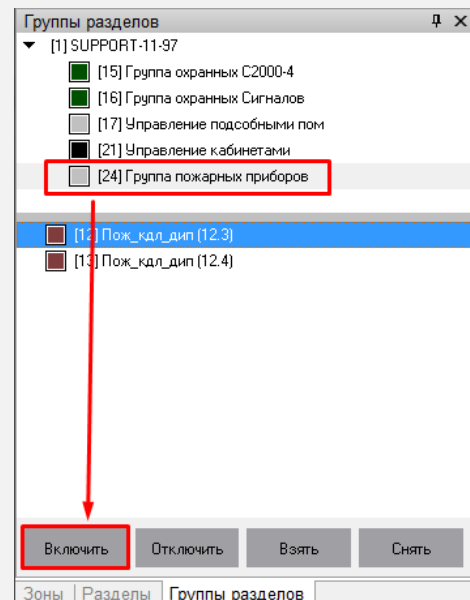 Группы разделов
[1] SUPPORT-11-97
[15] Группа охранных С2000-4
[16] Группа охранных Сигналов
[17] Управление подсобными пом
[21] Управление кабинетами
[24] Группа пожарных приборов
[12] Пож_кдл_дип (12.3)
[13] Пож_кдл_дип (12.4)
Включить Отключить Взять Снять
Зоны Разделы Группы разделов